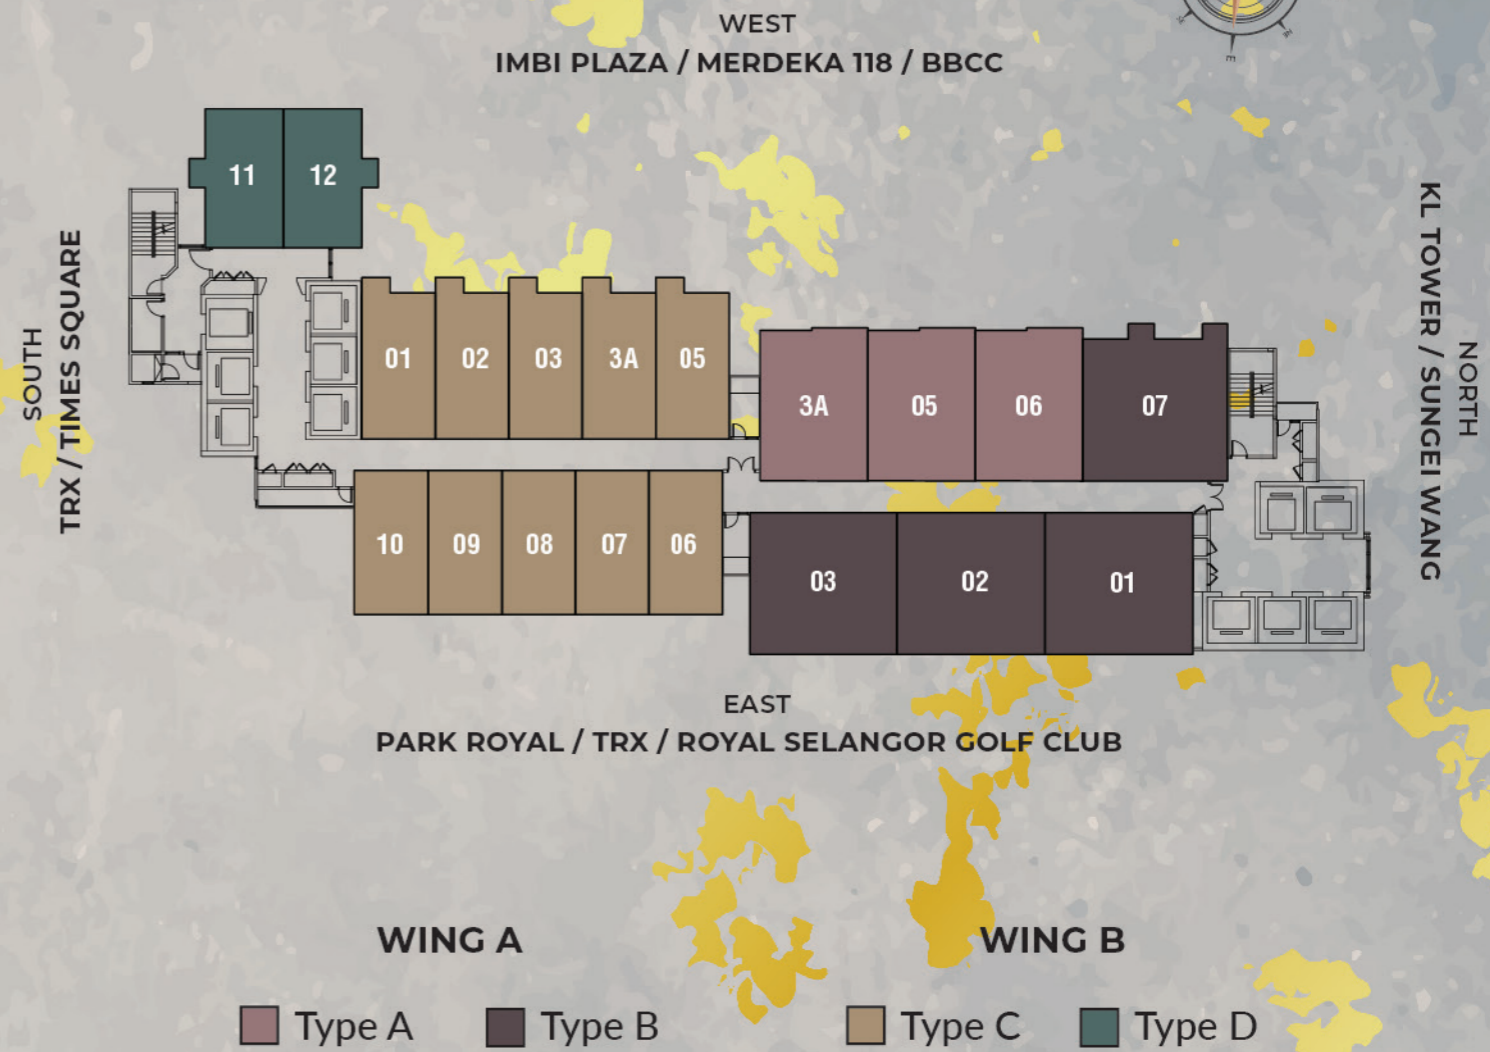 WEST
IMBI PLAZA / MERDEKA 118 / BBCC
E
11 12
SOUTH
TRX / TIMES SQUARE
01 02 03 3A 05
3A 05 06 07
KL TOWER / SUNGEI WANG
NORTH
10 09 08 07 06
03 02 01
EAST
PARK ROYAL / TRX / ROYAL SELANGOR GOLF CLUB
WING A WING B
Type A Type B Type C Type D